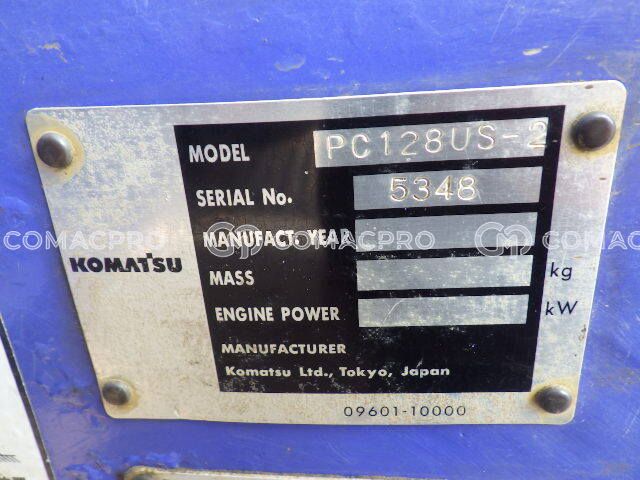 MODEL PC128US-2
SERIAL No. 5348
MANUFACT. YEAR
COMACPRO COMACPRO
KOMATSU
MASS kg
ENGINE POWER kW
MANUFACTURER
Komatsu Ltd., Tokyo, Japan
09601-10000